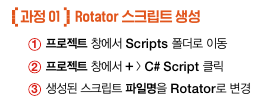 [과정 01] Rotator 스크립트 생성
① 프로젝트 창에서 Scripts 폴더로 이동
② 프로젝트 창에서 + > C# Script 클릭
③ 생성된 스크립트 파일명을 Rotator로 변경